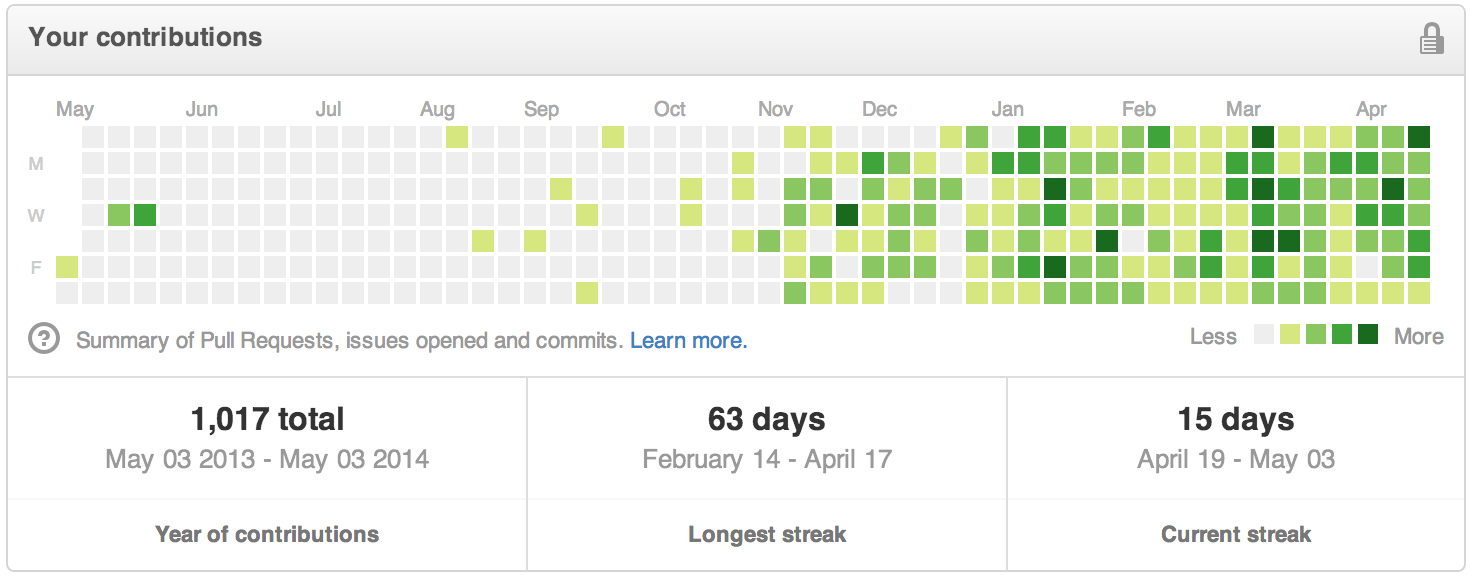 Your contributions
May Jun Jul Aug Sep Oct Nov Dec Jan Feb Mar Apr
M
W
F
? Summary of Pull Requests, issues opened and commits. Learn more.
Less More
1,017 total
May 03 2013 - May 03 2014
Year of contributions
63 days
February 14 - April 17
Longest streak
15 days
April 19 - May 03
Current streak